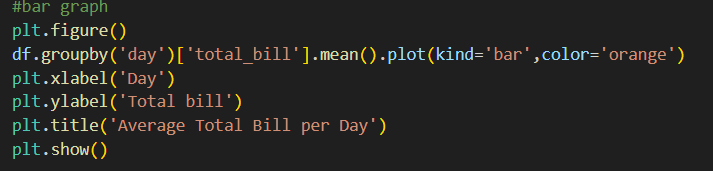 #bar graph
plt.figure()
df.groupby('day')['total_bill'].mean().plot(kind='bar',color='orange')
plt.xlabel('Day')
plt.ylabel('Total bill')
plt.title('Average Total Bill per Day')
plt.show()